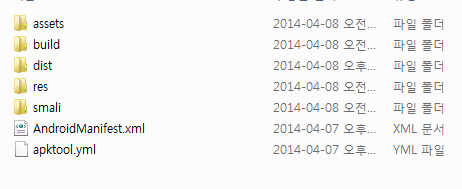 assets 2014-04-08 오전... 파일 폴더
build 2014-04-08 오전... 파일 폴더
dist 2014-04-08 오후... 파일 폴더
res 2014-04-08 오전... 파일 폴더
smali 2014-04-08 오전... 파일 폴더
AndroidManifest.xml 2014-04-07 오후... XML 문서
apktool.yml 2014-04-07 오후... YML 파일